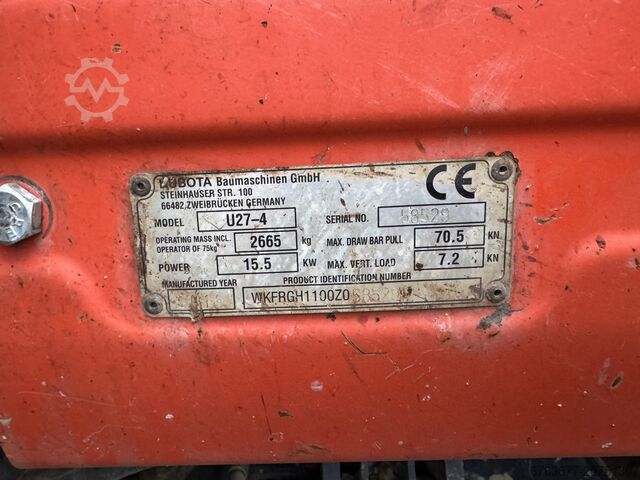 KUBOTA Baumaschinen GmbH
STEINHAUSER STR. 100
66482, ZWEIBRÜCKEN GERMANY
CE
MODEL U27-4 SERIAL NO. 58529
OPERATING MASS INCL. OPERATOR OF 75kg 2665 kg MAX. DRAW BAR PULL 70.5 KN
POWER 15.5 KW MAX. VERT. LOAD 7.2 KN
MANUFACTURED YEAR PRODUCT IDENTIFICATION NUMBER
WKFRGH1100Z0